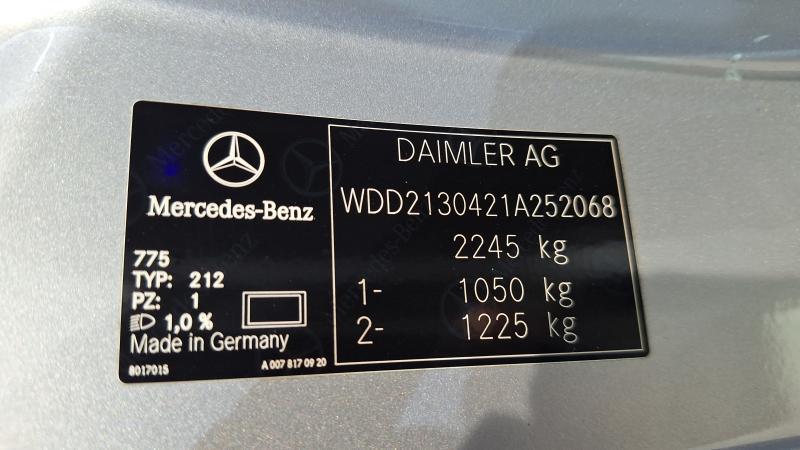 Mercedes-Benz
775
TYP: 212
PZ: 1
1,0 %
Made in Germany
8017015
A 007 817 09 20
DAIMLER AG
WDD2130421A252068
2245 kg
1- 1050 kg
2- 1225 kg